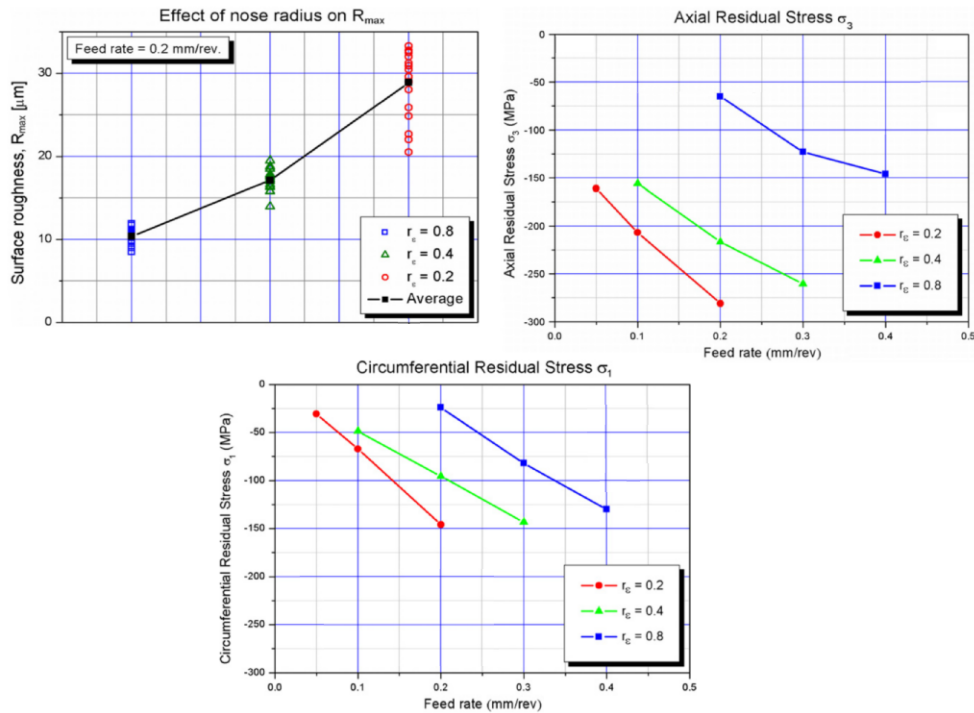 Effect of nose radius on Rmax
Feed rate = 0.2 mm/rev.
Surface roughness, Rmax [μm]
30
20
10
0
rε = 0.8
rε = 0.4
rε = 0.2
Average
Axial Residual Stress σ3
Axial Residual Stress σ3 (MPa)
0
-50
-100
-150
-200
-250
-300
rε = 0.2
rε = 0.4
rε = 0.8
0.0 0.1 0.2 0.3 0.4 0.5
Feed rate (mm/rev)
Circumferential Residual Stress σ1
Circumferential Residual Stress σ1 (MPa)
0
-50
-100
-150
-200
-250
-300
rε = 0.2
rε = 0.4
rε = 0.8
0.0 0.1 0.2 0.3 0.4 0.5
Feed rate (mm/rev)